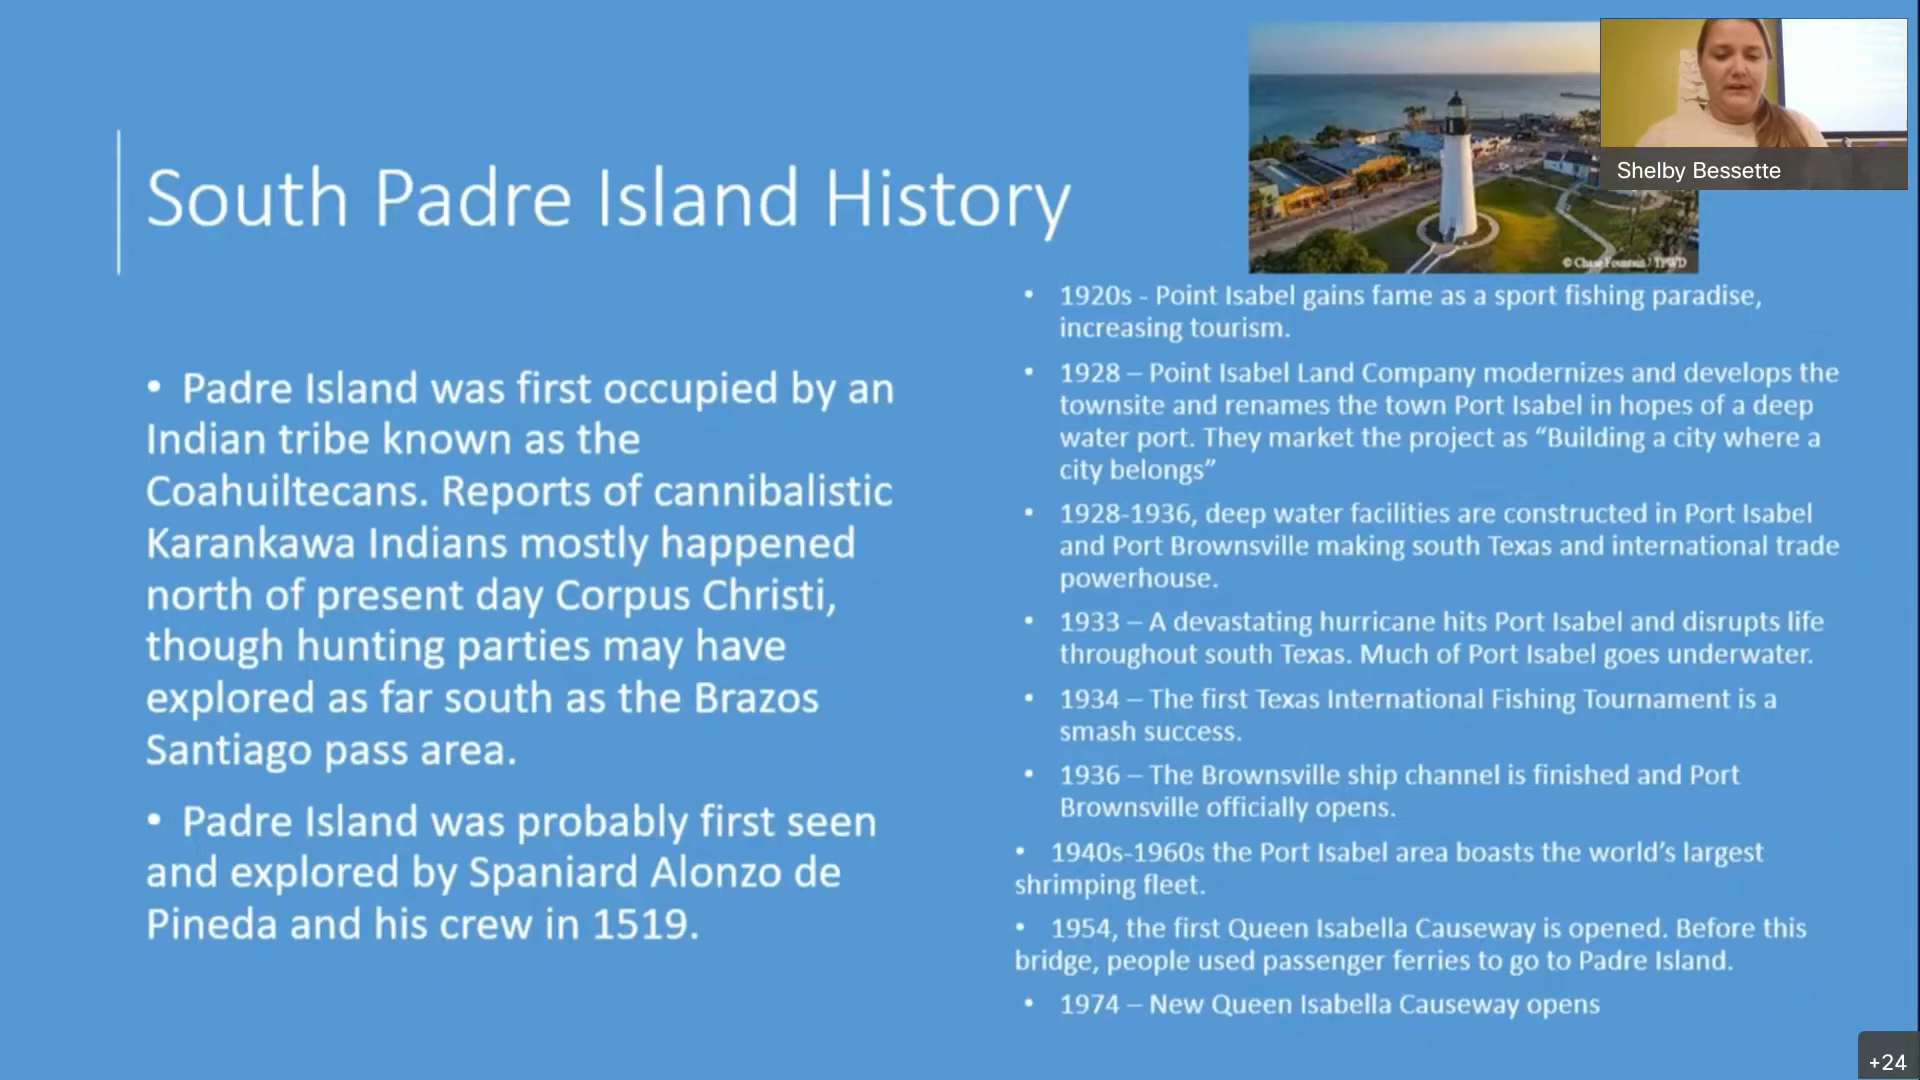 South Padre Island History
• Padre Island was first occupied by an
Indian tribe known as the
Coahuiltecans. Reports of cannibalistic
Karankawa Indians mostly happened
north of present day Corpus Christi,
though hunting parties may have
explored as far south as the Brazos
Santiago pass area.
• Padre Island was probably first seen
and explored by Spaniard Alonzo de
Pineda and his crew in 1519.
© Chase Fountain / TPWD
Shelby Bessette
• 1920s - Point Isabel gains fame as a sport fishing paradise,
increasing tourism.
• 1928 – Point Isabel Land Company modernizes and develops the
townsite and renames the town Port Isabel in hopes of a deep
water port. They market the project as “Building a city where a
city belongs”
• 1928-1936, deep water facilities are constructed in Port Isabel
and Port Brownsville making south Texas and international trade
powerhouse.
• 1933 – A devastating hurricane hits Port Isabel and disrupts life
throughout south Texas. Much of Port Isabel goes underwater.
• 1934 – The first Texas International Fishing Tournament is a
smash success.
• 1936 – The Brownsville ship channel is finished and Port
Brownsville officially opens.
• 1940s-1960s the Port Isabel area boasts the world’s largest
shrimping fleet.
• 1954, the first Queen Isabella Causeway is opened. Before this
bridge, people used passenger ferries to go to Padre Island.
• 1974 – New Queen Isabella Causeway opens
+24